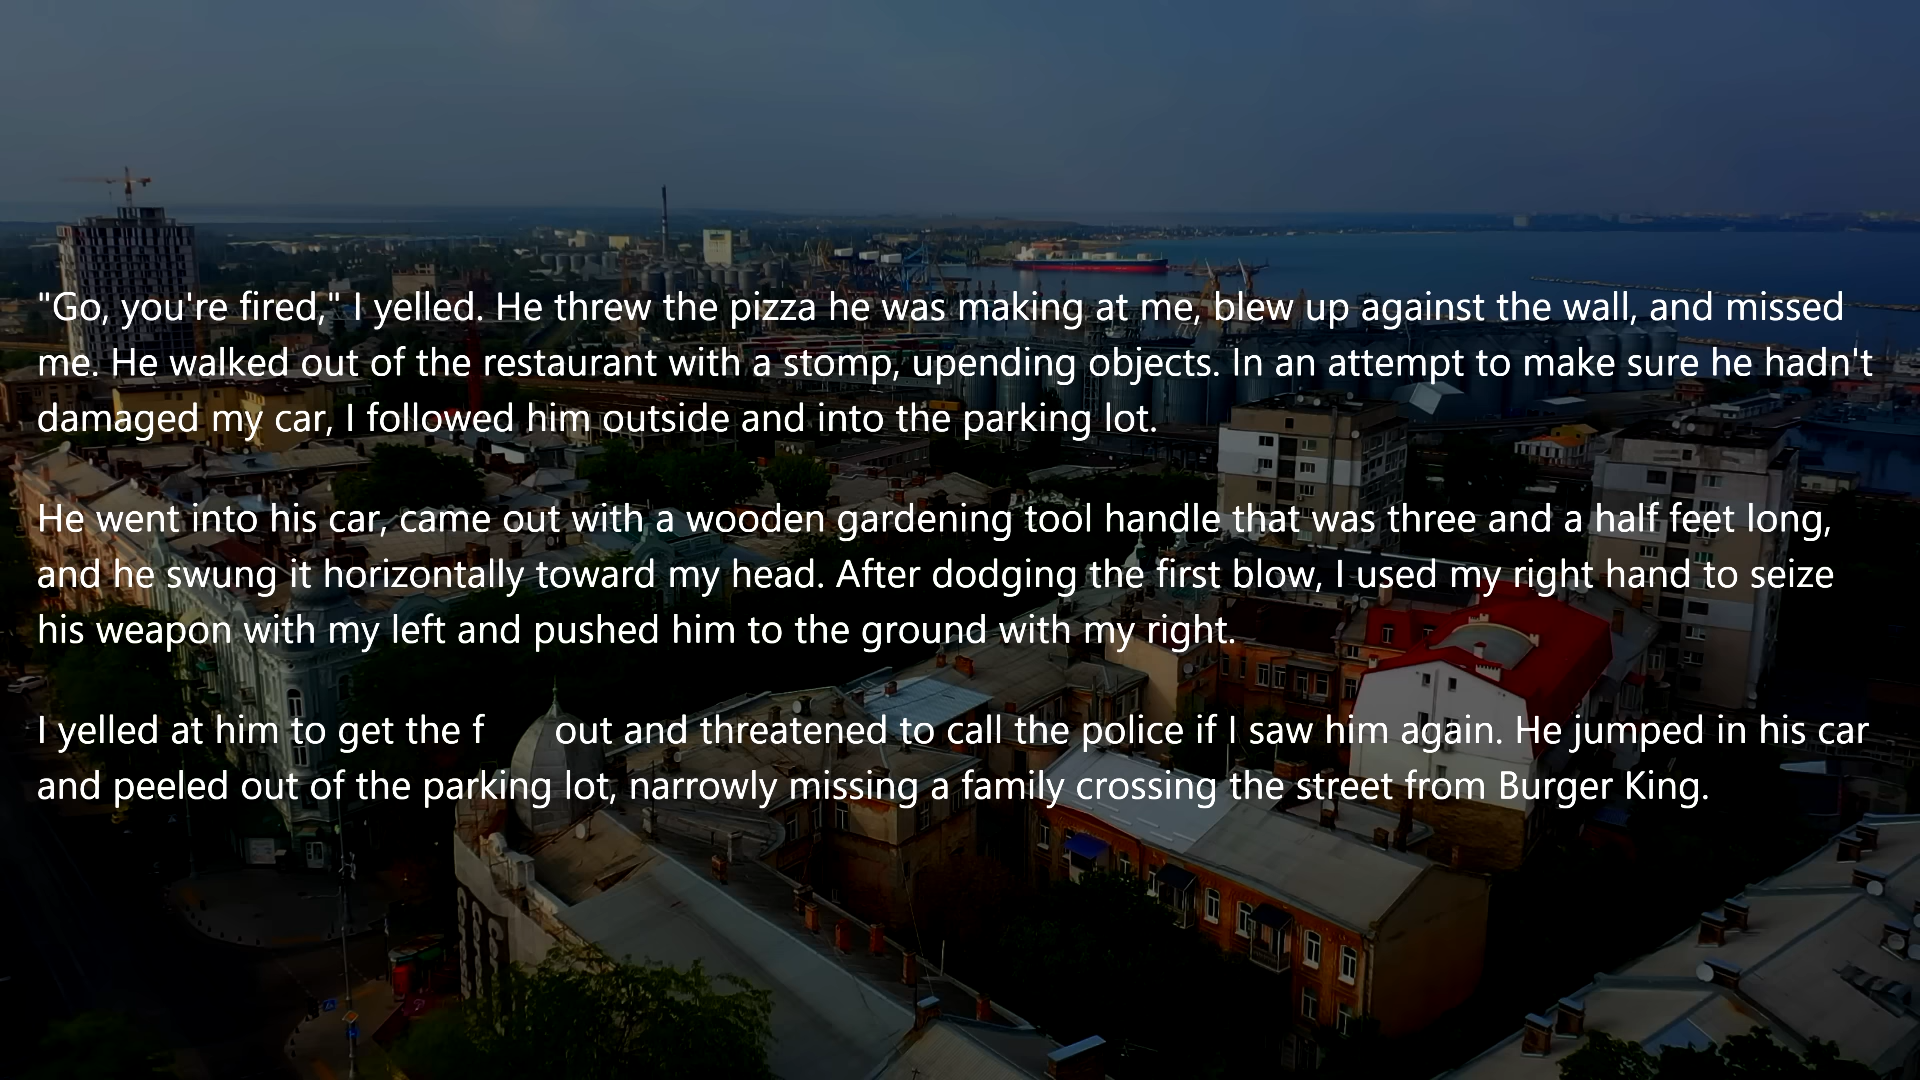 "Go, you're fired," I yelled. He threw the pizza he was making at me, blew up against the wall, and missed
me. He walked out of the restaurant with a stomp, upending objects. In an attempt to make sure he hadn't
damaged my car, I followed him outside and into the parking lot.
He went into his car, came out with a wooden gardening tool handle that was three and a half feet long,
and he swung it horizontally toward my head. After dodging the first blow, I used my right hand to seize
his weapon with my left and pushed him to the ground with my right.
I yelled at him to get the f out and threatened to call the police if I saw him again. He jumped in his car
and peeled out of the parking lot, narrowly missing a family crossing the street from Burger King.